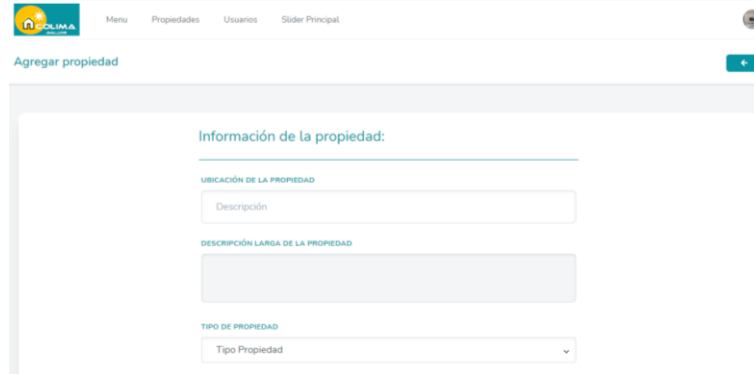 COLIMA
Menu Propiedades Usuarios Slider Principal
Agregar propiedad
Información de la propiedad:
UBICACIÓN DE LA PROPIEDAD
Descripción
DESCRIPCIÓN LARGA DE LA PROPIEDAD
TIPO DE PROPIEDAD
Tipo Propiedad